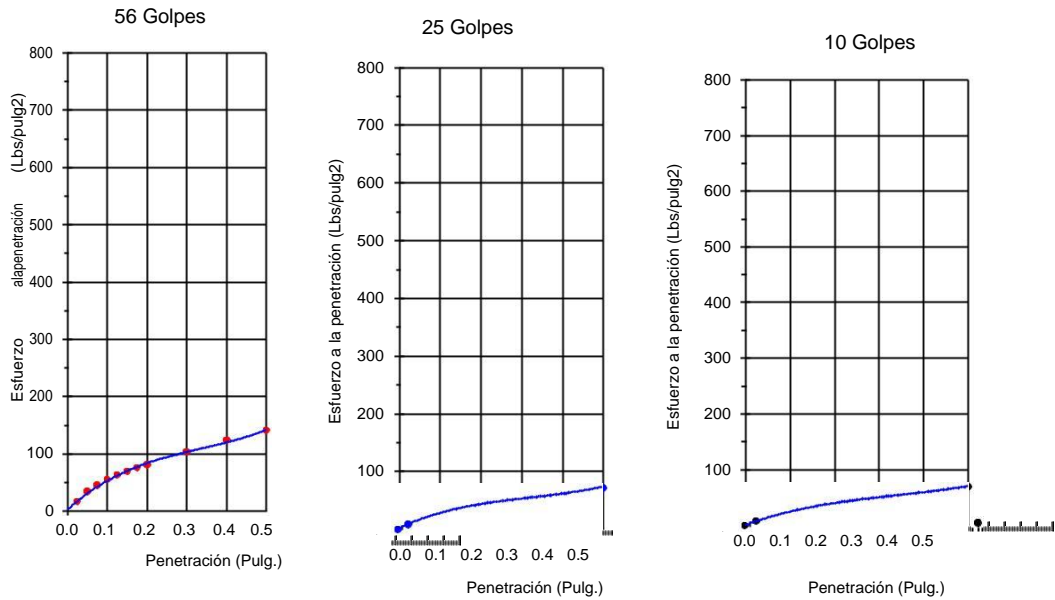 56 Golpes
Esfuerzo alapenetración (Lbs/pulg2)
800
700
600
500
400
300
200
100
0
0.0 0.1 0.2 0.3 0.4 0.5
Penetración (Pulg.)
25 Golpes
Esfuerzo a la penetración (Lbs/pulg2)
800
700
600
500
400
300
200
100
0.0 0.1 0.2 0.3 0.4 0.5
Penetración (Pulg.)
10 Golpes
Esfuerzo a la penetración (Lbs/pulg2)
800
700
600
500
400
300
200
100
0.0 0.1 0.2 0.3 0.4 0.5
Penetración (Pulg.)